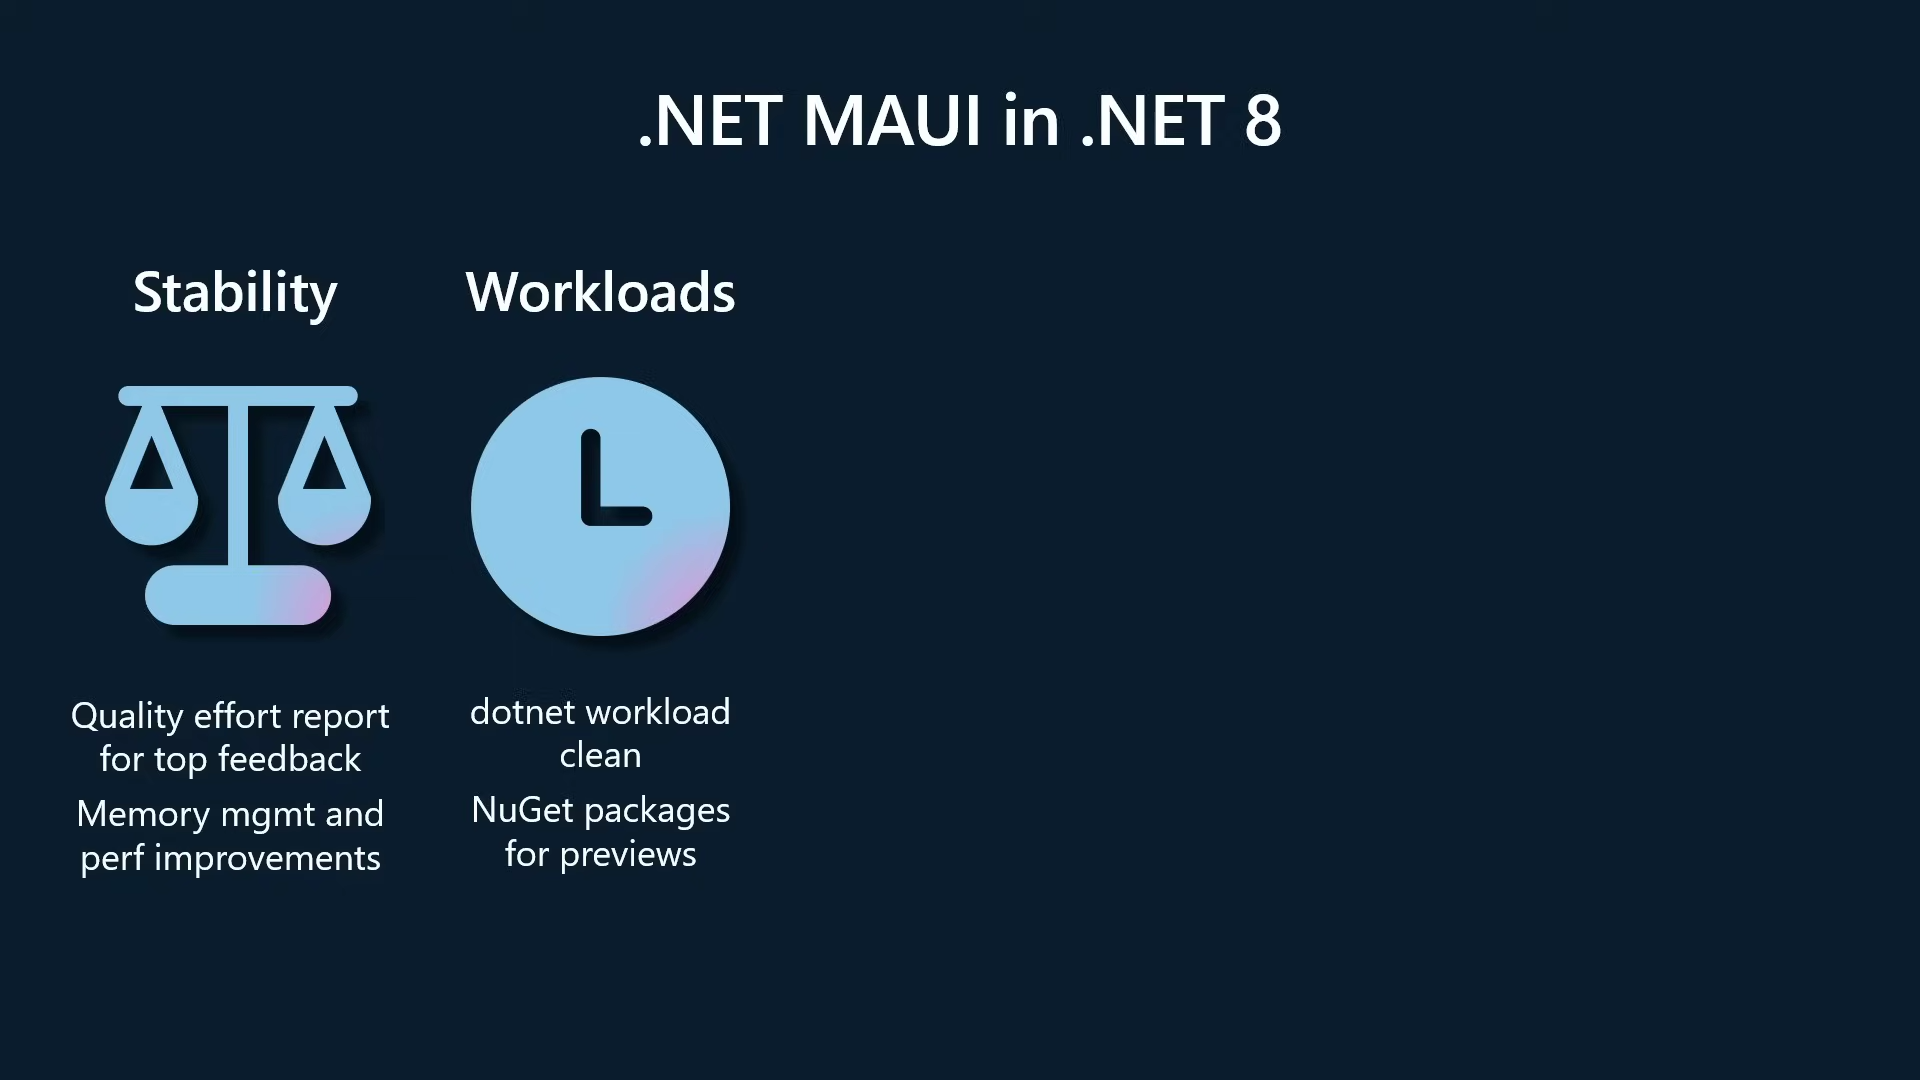 .NET MAUI in .NET 8
Stability
Quality effort report
for top feedback
Memory mgmt and
perf improvements
Workloads
dotnet workload
clean
NuGet packages
for previews